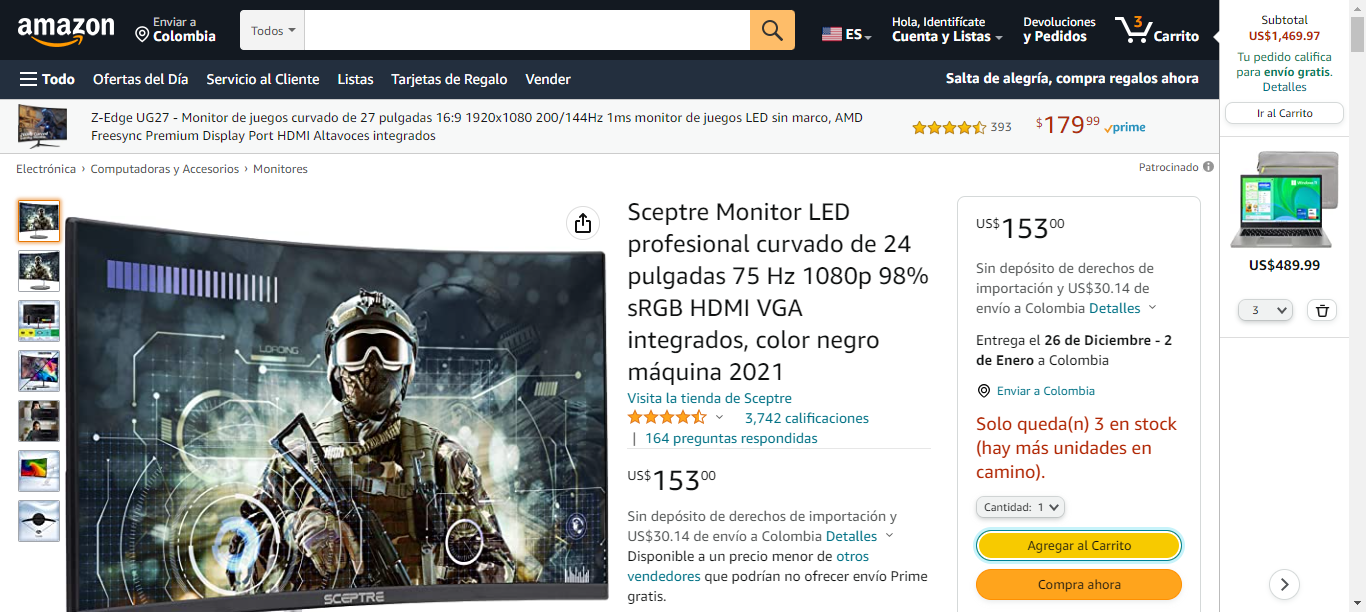 amazon
Enviar a
Colombia
Todos
ES
Hola, Identifícate
Cuenta y Listas
Devoluciones
y Pedidos
3
Carrito
Todo
Ofertas del Día
Servicio al Cliente
Listas
Tarjetas de Regalo
Vender
Salta de alegría, compra regalos ahora
Z-Edge UG27 - Monitor de juegos curvado de 27 pulgadas 16:9 1920x1080 200/144Hz 1ms monitor de juegos LED sin marco, AMD
Freesync Premium Display Port HDMI Altavoces integrados
393
$179.99
prime
Electrónica › Computadoras y Accesorios › Monitores
Patrocinado
LOADING
SCEPTRE
Sceptre Monitor LED
profesional curvado de 24
pulgadas 75 Hz 1080p 98%
sRGB HDMI VGA
integrados, color negro
máquina 2021
Visita la tienda de Sceptre
3,742 calificaciones
| 164 preguntas respondidas
US$153.00
Sin depósito de derechos de importación y
US$30.14 de envío a Colombia Detalles
Disponible a un precio menor de otros
vendedores que podrían no ofrecer envío Prime
gratis.
US$153.00
Sin depósito de derechos de
importación y US$30.14 de
envío a Colombia Detalles
Entrega el 26 de Diciembre - 2
de Enero a Colombia
Enviar a Colombia
Solo queda(n) 3 en stock
(hay más unidades en
camino).
Cantidad: 1
Agregar al Carrito
Compra ahora
Subtotal
US$1,469.97
Tu pedido califica
para envío gratis.
Detalles
Ir al Carrito
US$489.99
3